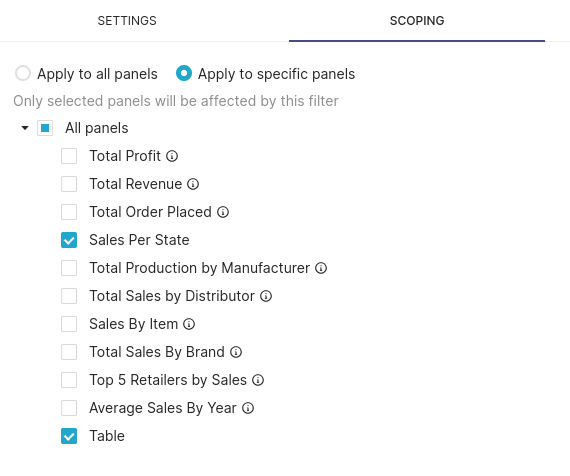 SETTINGS SCOPING
Apply to all panels Apply to specific panels
Only selected panels will be affected by this filter
All panels
Total Profit
Total Revenue
Total Order Placed
Sales Per State
Total Production by Manufacturer
Total Sales by Distributor
Sales By Item
Total Sales By Brand
Top 5 Retailers by Sales
Average Sales By Year
Table